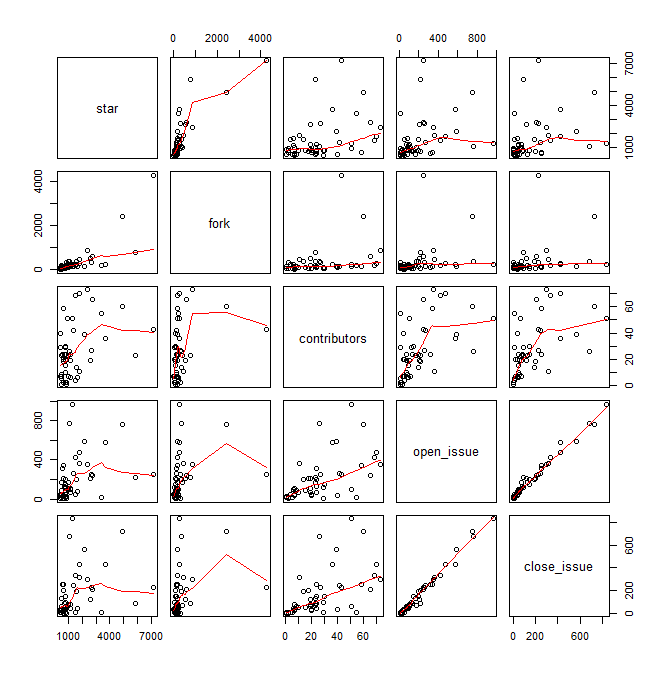 0 2000 4000
0 400 800
star
1000 4000 7000
0 2000 4000
fork
contributors
0 20 40 60
0 400 800
open_issue
close_issue
0 200 600
1000 4000 7000
0 20 40 60
0 200 600